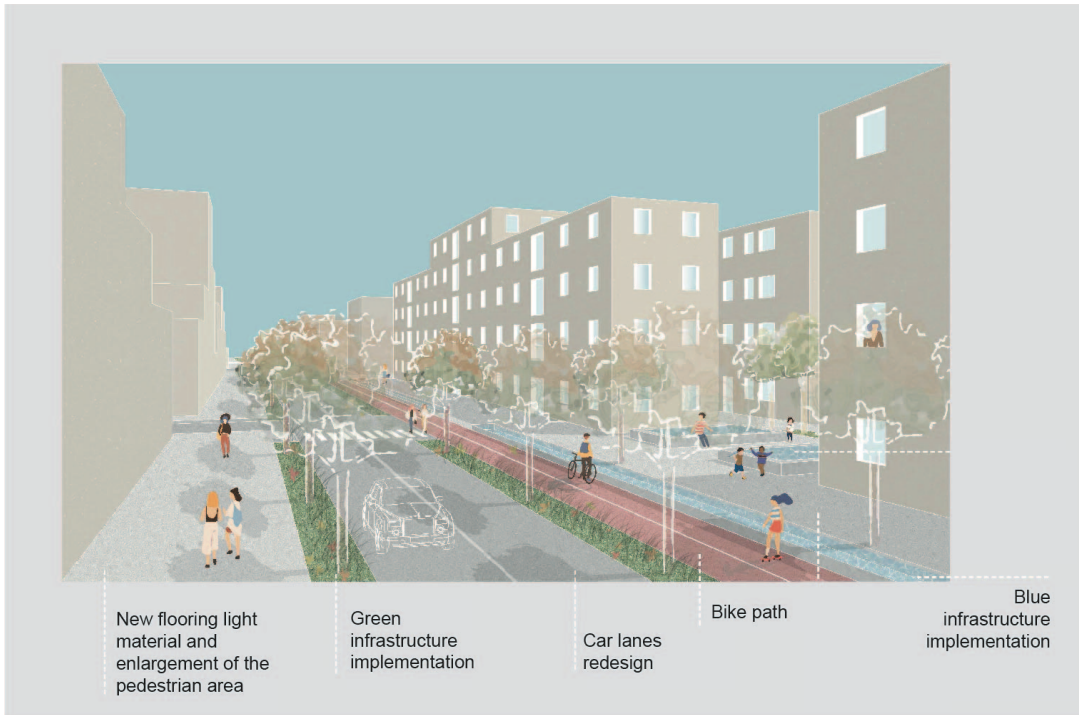 New flooring light
material and
enlargement of the
pedestrian area
Green
infrastructure
implementation
Car lanes
redesign
Bike path
Blue
infrastructure
implementation